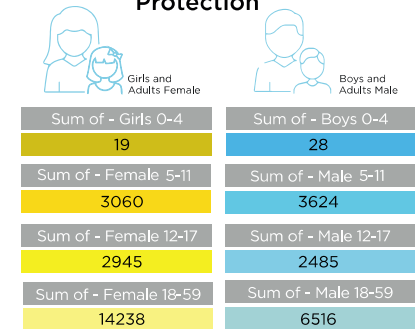 Protection
Girls and
Adults Female
Boys and
Adults Male
Sum of - Girls 0-4
Sum of - Boys 0-4
19
28
Sum of - Female 5-11
Sum of - Male 5-11
3060
3624
Sum of - Female 12-17
Sum of - Male 12-17
2945
2485
Sum of - Female 18-59
Sum of - Male 18-59
14238
6516